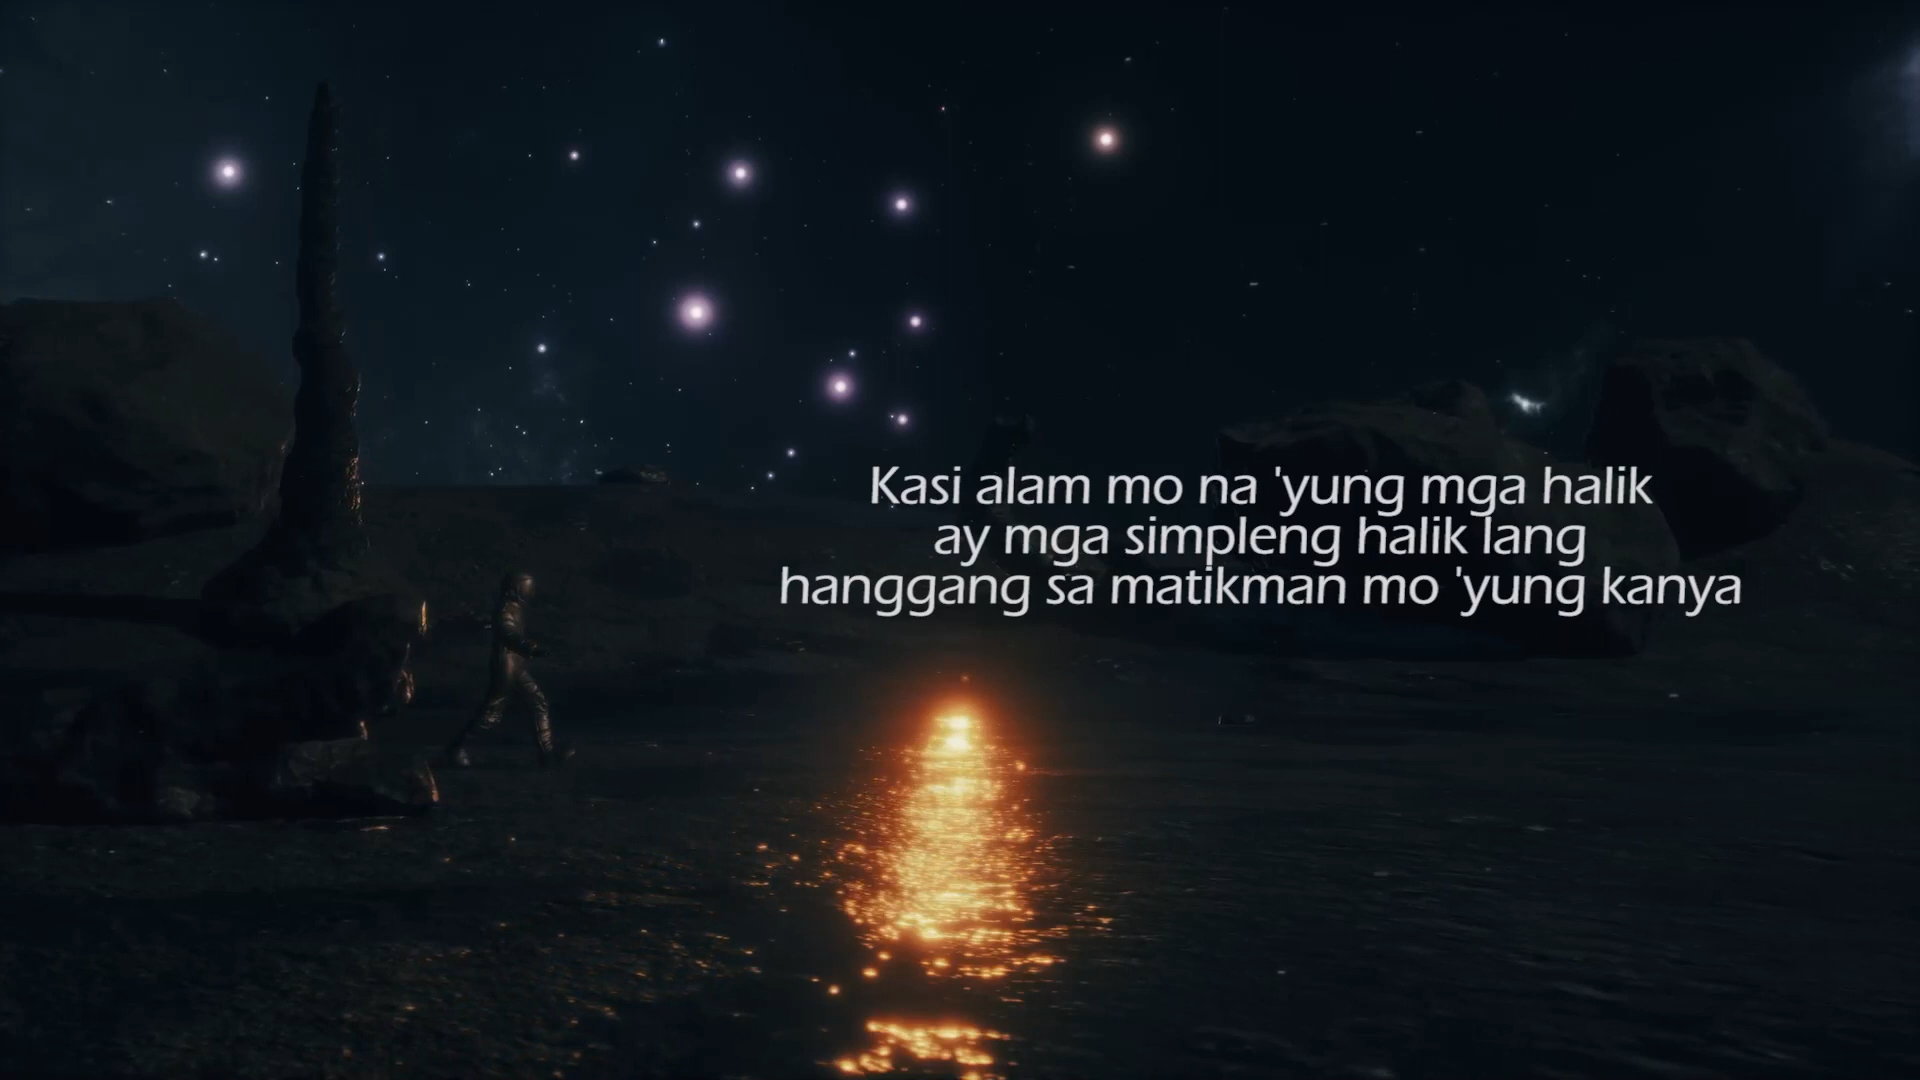 Kasi alam mo na 'yung mga halik
ay mga simpleng halik lang
hanggang sa matikman mo 'yung kanya